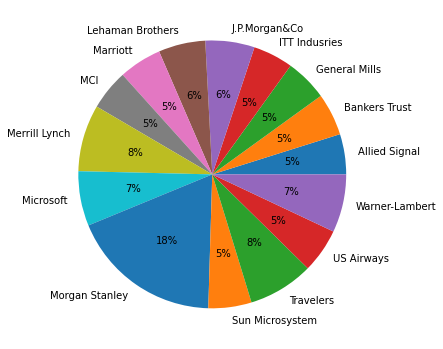 J.P.Morgan&Co
Lehaman Brothers
ITT Indusries
Marriott
General Mills
MCI
Bankers Trust
Merrill Lynch
Allied Signal
Microsoft
Warner-Lambert
US Airways
Morgan Stanley
Travelers
Sun Microsystem
6%
6%
5%
5%
5%
5%
5%
8%
5%
7%
7%
5%
18%
8%
5%